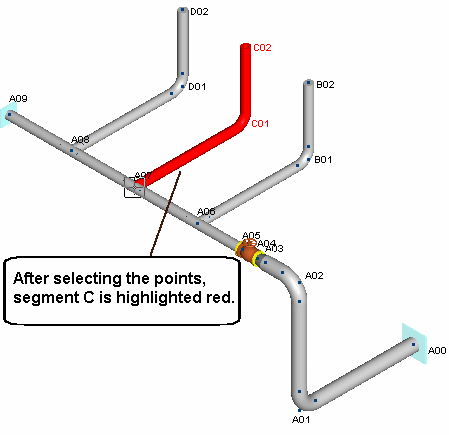 D02
C02
A09
D01
B02
C01
A08
B01
A07
A06
A05
A04
A03
A02
After selecting the points,
segment C is highlighted red.
A00
A01